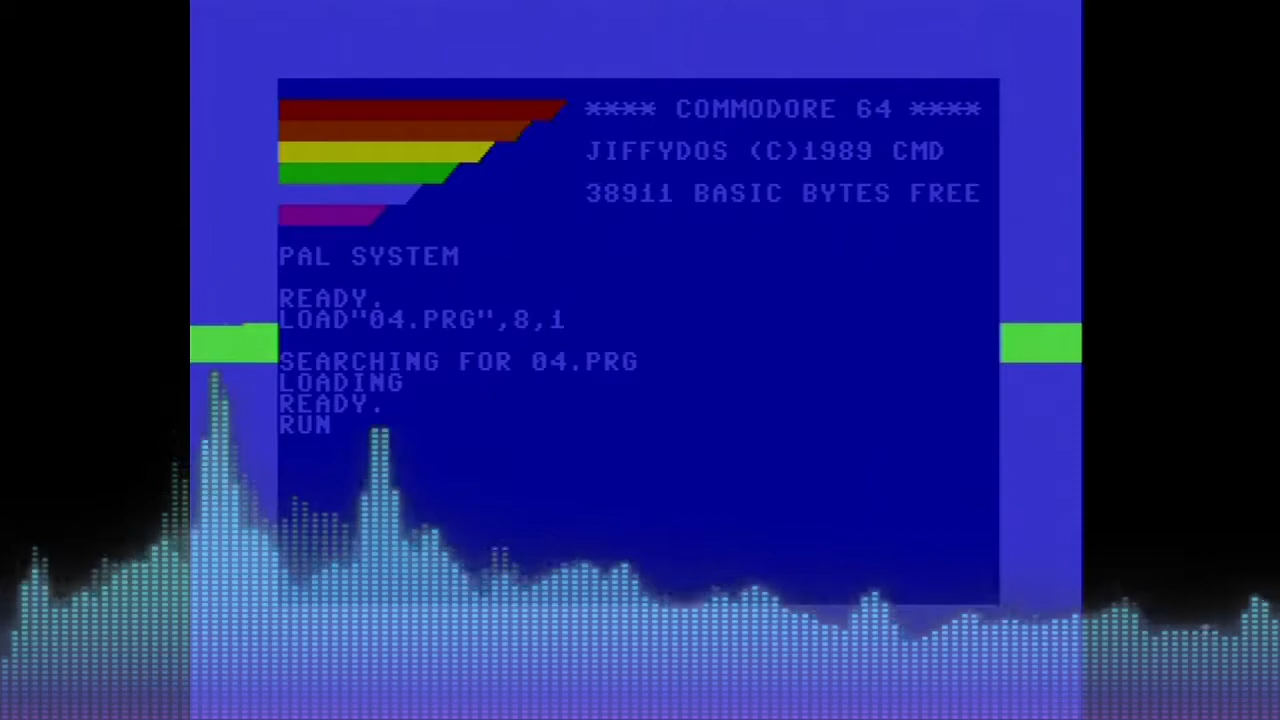 **** COMMODORE 64 ****
JIFFYDOS (C)1989 CMD
38911 BASIC BYTES FREE
PAL SYSTEM
READY.
LOAD"04.PRG",8,1
SEARCHING FOR 04.PRG
LOADING
READY.
RUN